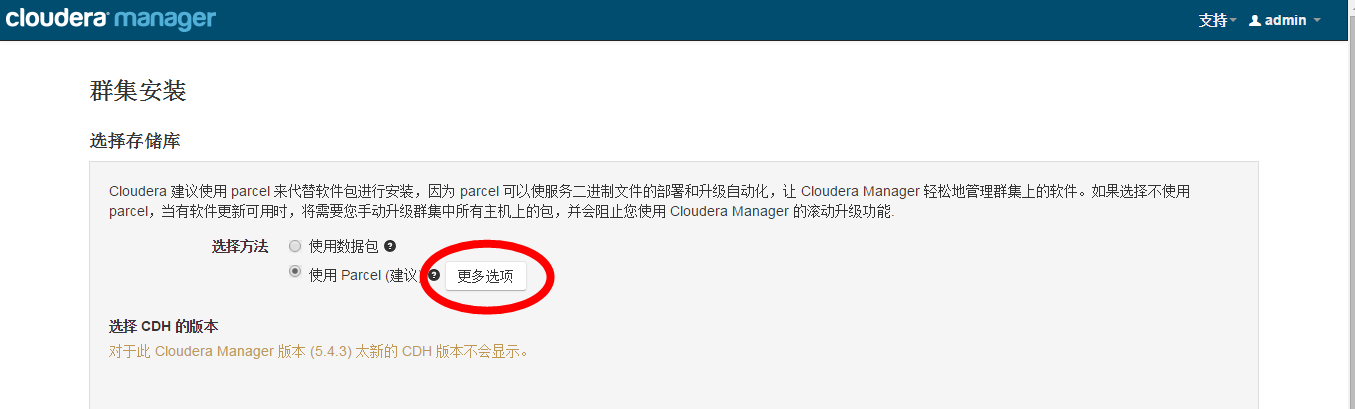 cloudera manager
支持 admin
群集安装
选择存储库
Cloudera 建议使用 parcel 来代替软件包进行安装，因为 parcel 可以使服务二进制文件的部署和升级自动化，让 Cloudera Manager 轻松地管理群集上的软件。如果选择不使用
parcel，当有软件更新可用时，将需要您手动升级群集中所有主机上的包，并会阻止您使用 Cloudera Manager 的滚动升级功能.
选择方法 使用数据包 ?
使用 Parcel (建议) ? 更多选项
选择 CDH 的版本
对于此 Cloudera Manager 版本 (5.4.3) 太新的 CDH 版本不会显示。